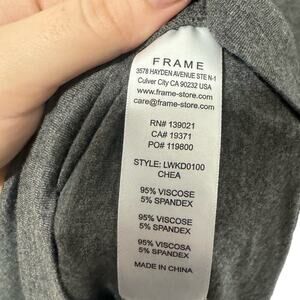 FRAME
3578 HAYDEN AVENUE STE N-1
Culver City CA 90232 USA
www.frame-store.com
care@frame-store.com
RN# 139021
CA# 19371
PO# 119800
STYLE: LWKD0100
CHEA
95% VISCOSE
5% SPANDEX
95% VISCOSE
5% SPANDEX
95% VISCOSA
5% SPANDEX
MADE IN CHINA